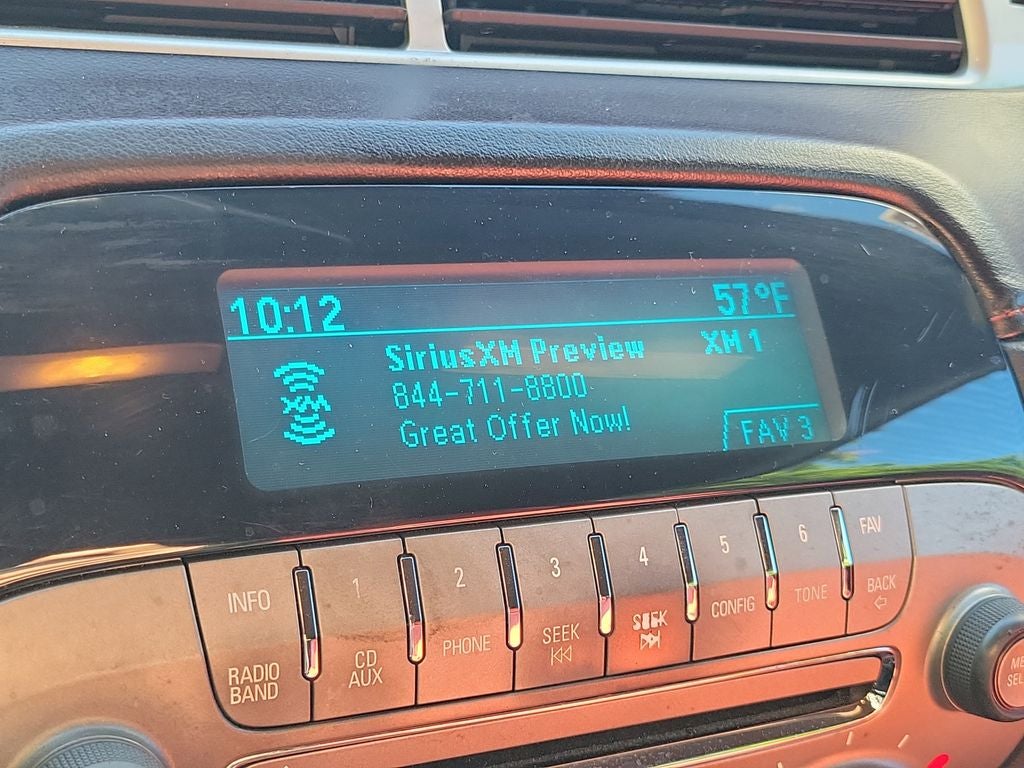 10:12 57°F
SiriusXM Preview XM 1
844-711-8800
XM
Great Offer Now!
FAV 3
INFO 1 2 3 4 5 6 FAV
RADIO BAND CD AUX PHONE SEEK SEEK CONFIG TONE BACK